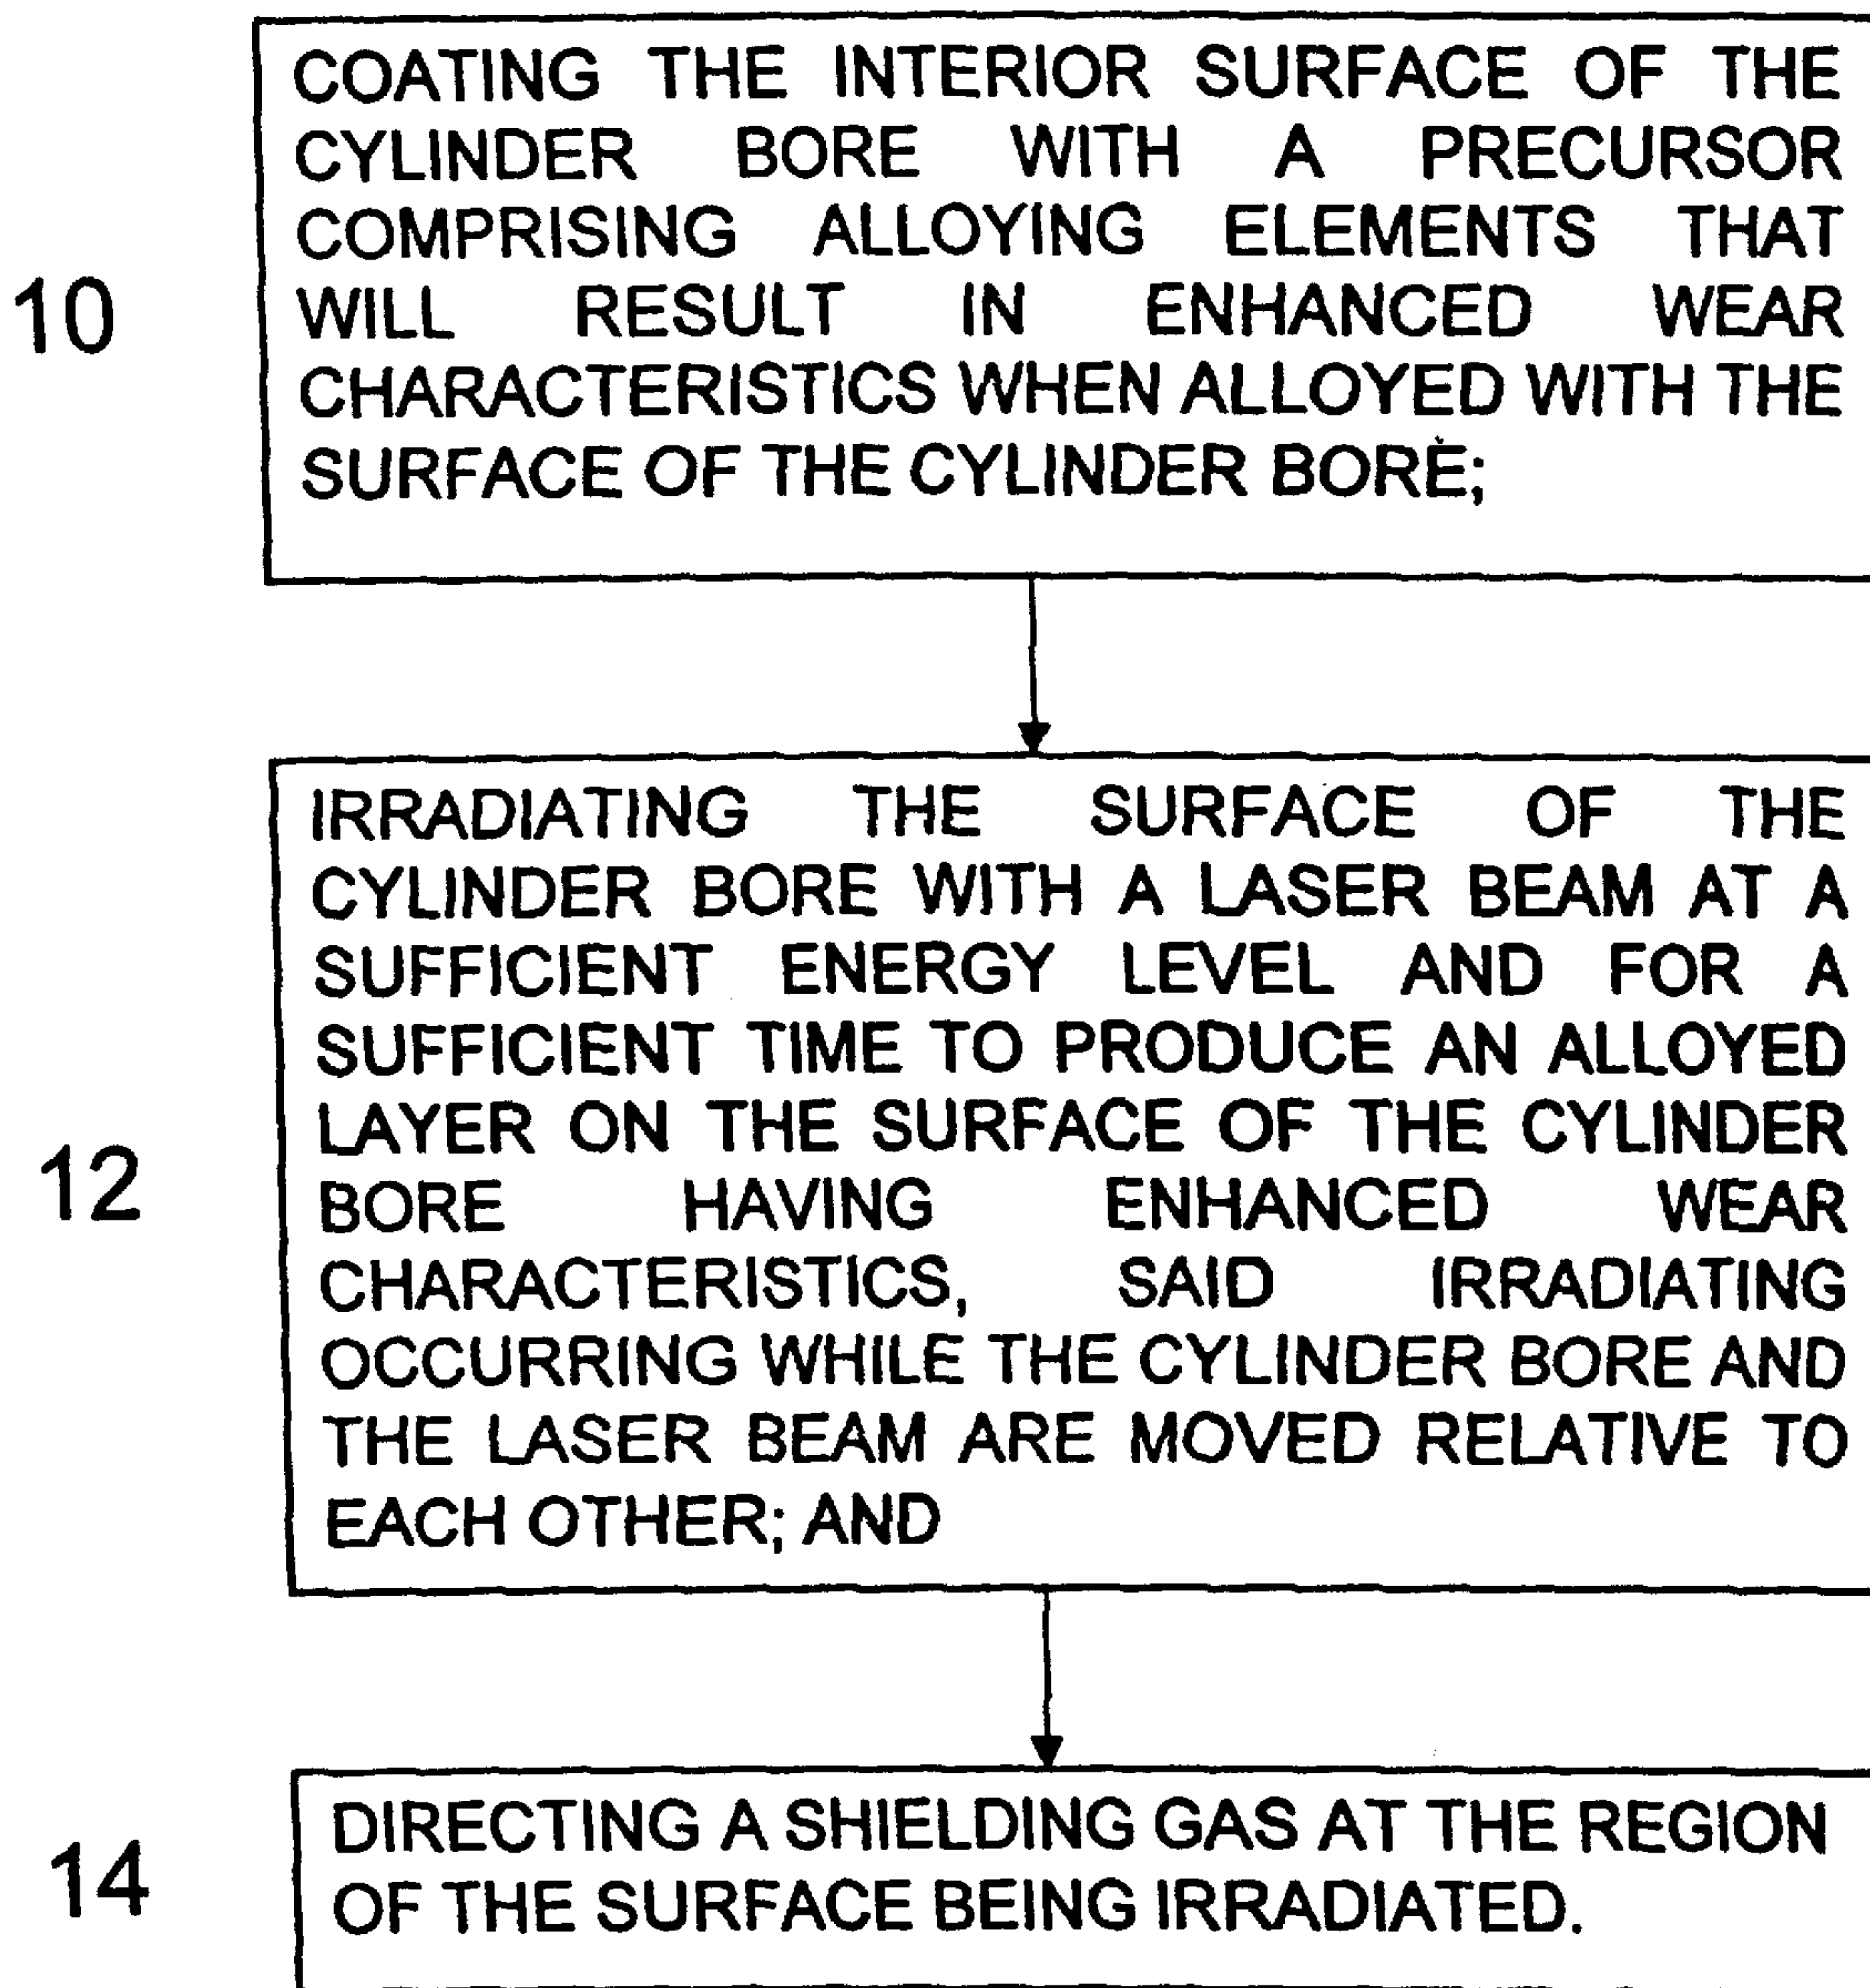 COATING THE INTERIOR SURFACE OF THE
CYLINDER BORE WITH A PRECURSOR
COMPRISING ALLOYING ELEMENTS THAT
10
WILL RESULT IN ENHANCED WEAR
CHARACTERISTICS WHEN ALLOYED WITH THE
SURFACE OF THE CYLINDER BORE;
IRRADIATING THE SURFACE OF THE
CYLINDER BORE WITH A LASER BEAM AT A
SUFFICIENT ENERGY LEVEL AND FOR A
SUFFICIENT TIME TO PRODUCE AN ALLOYED
LAYER ON THE SURFACE OF THE CYLINDER
12
BORE HAVING ENHANCED WEAR
CHARACTERISTICS, SAID IRRADIATING
OCCURRING WHILE THE CYLINDER BORE AND
THE LASER BEAM ARE MOVED RELATIVE TO
EACH OTHER; AND
14
DIRECTING A SHIELDING GAS AT THE REGION
OF THE SURFACE BEING IRRADIATED.